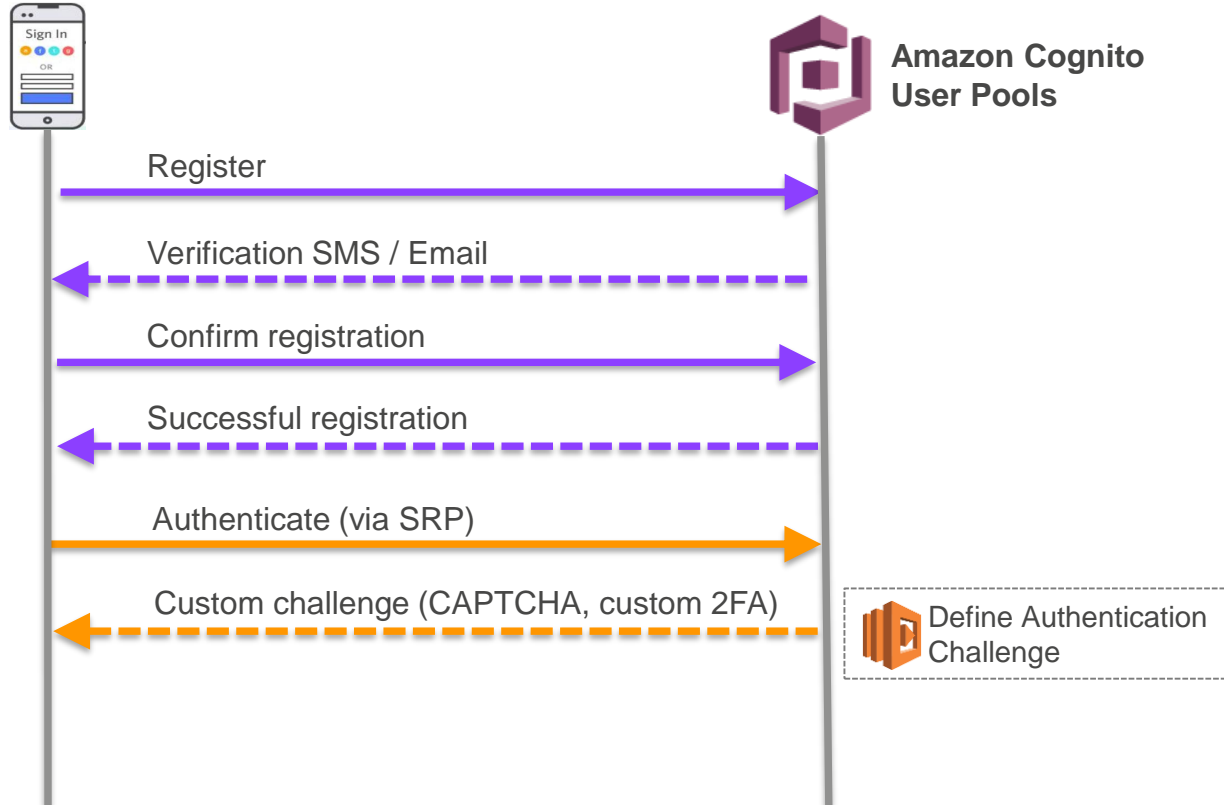 Sign In
OR
Amazon Cognito
User Pools
Register
Verification SMS / Email
Confirm registration
Successful registration
Authenticate (via SRP)
Custom challenge (CAPTCHA, custom 2FA)
Define Authentication
Challenge